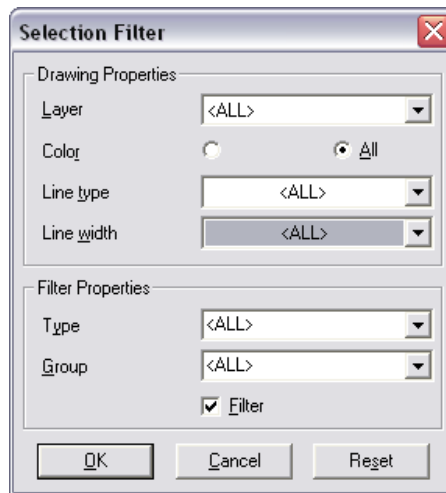 Selection Filter
Drawing Properties
Layer <ALL>
Color All
Line type <ALL>
Line width <ALL>
Filter Properties
Type <ALL>
Group <ALL>
Filter
OK Cancel Reset